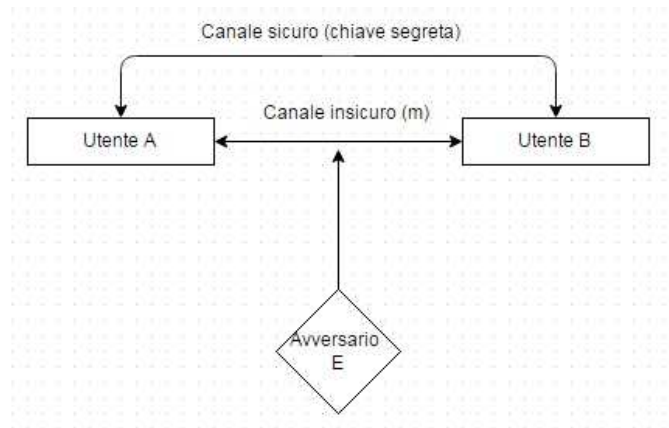 Canale sicuro (chiave segreta)
Canale insicuro (m)
Utente A
Utente B
Avversario
E